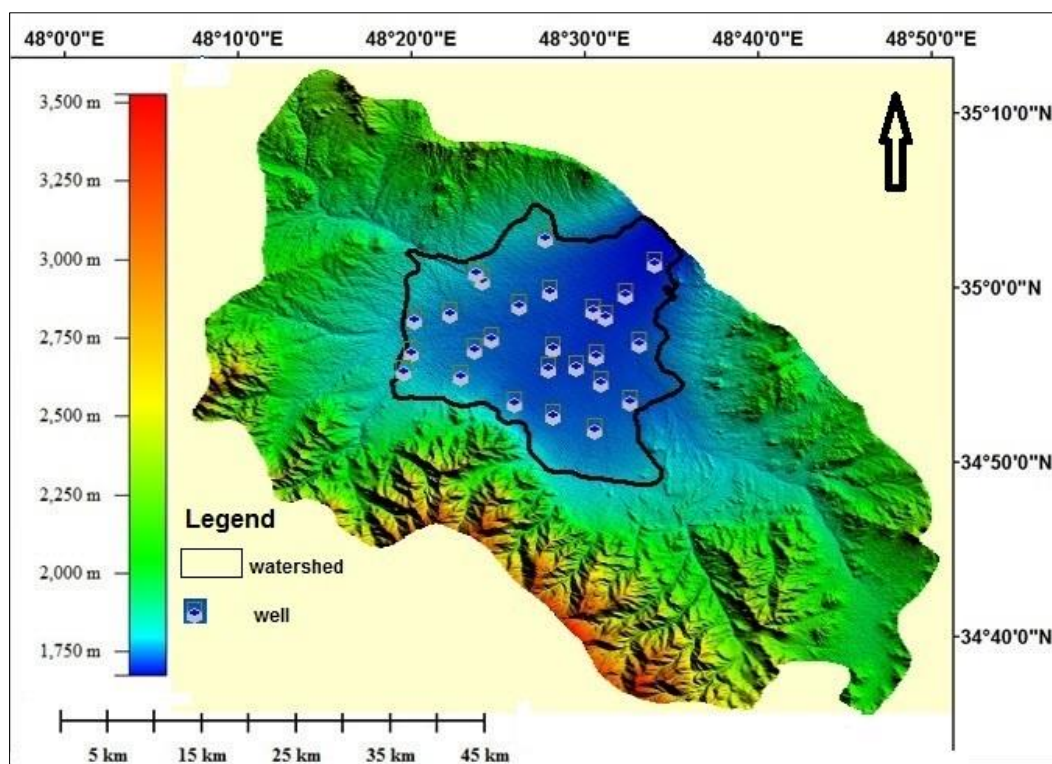 48°0'0"E 48°10'0"E 48°20'0"E 48°30'0"E 48°40'0"E 48°50'0"E
3,500 m
35°10'0"N
3,250 m
3,000 m
35°0'0"N
2,750 m
2,500 m
34°50'0"N
2,250 m
Legend
2,000 m
watershed
well
34°40'0"N
1,750 m
5 km 15 km 25 km 35 km 45 km